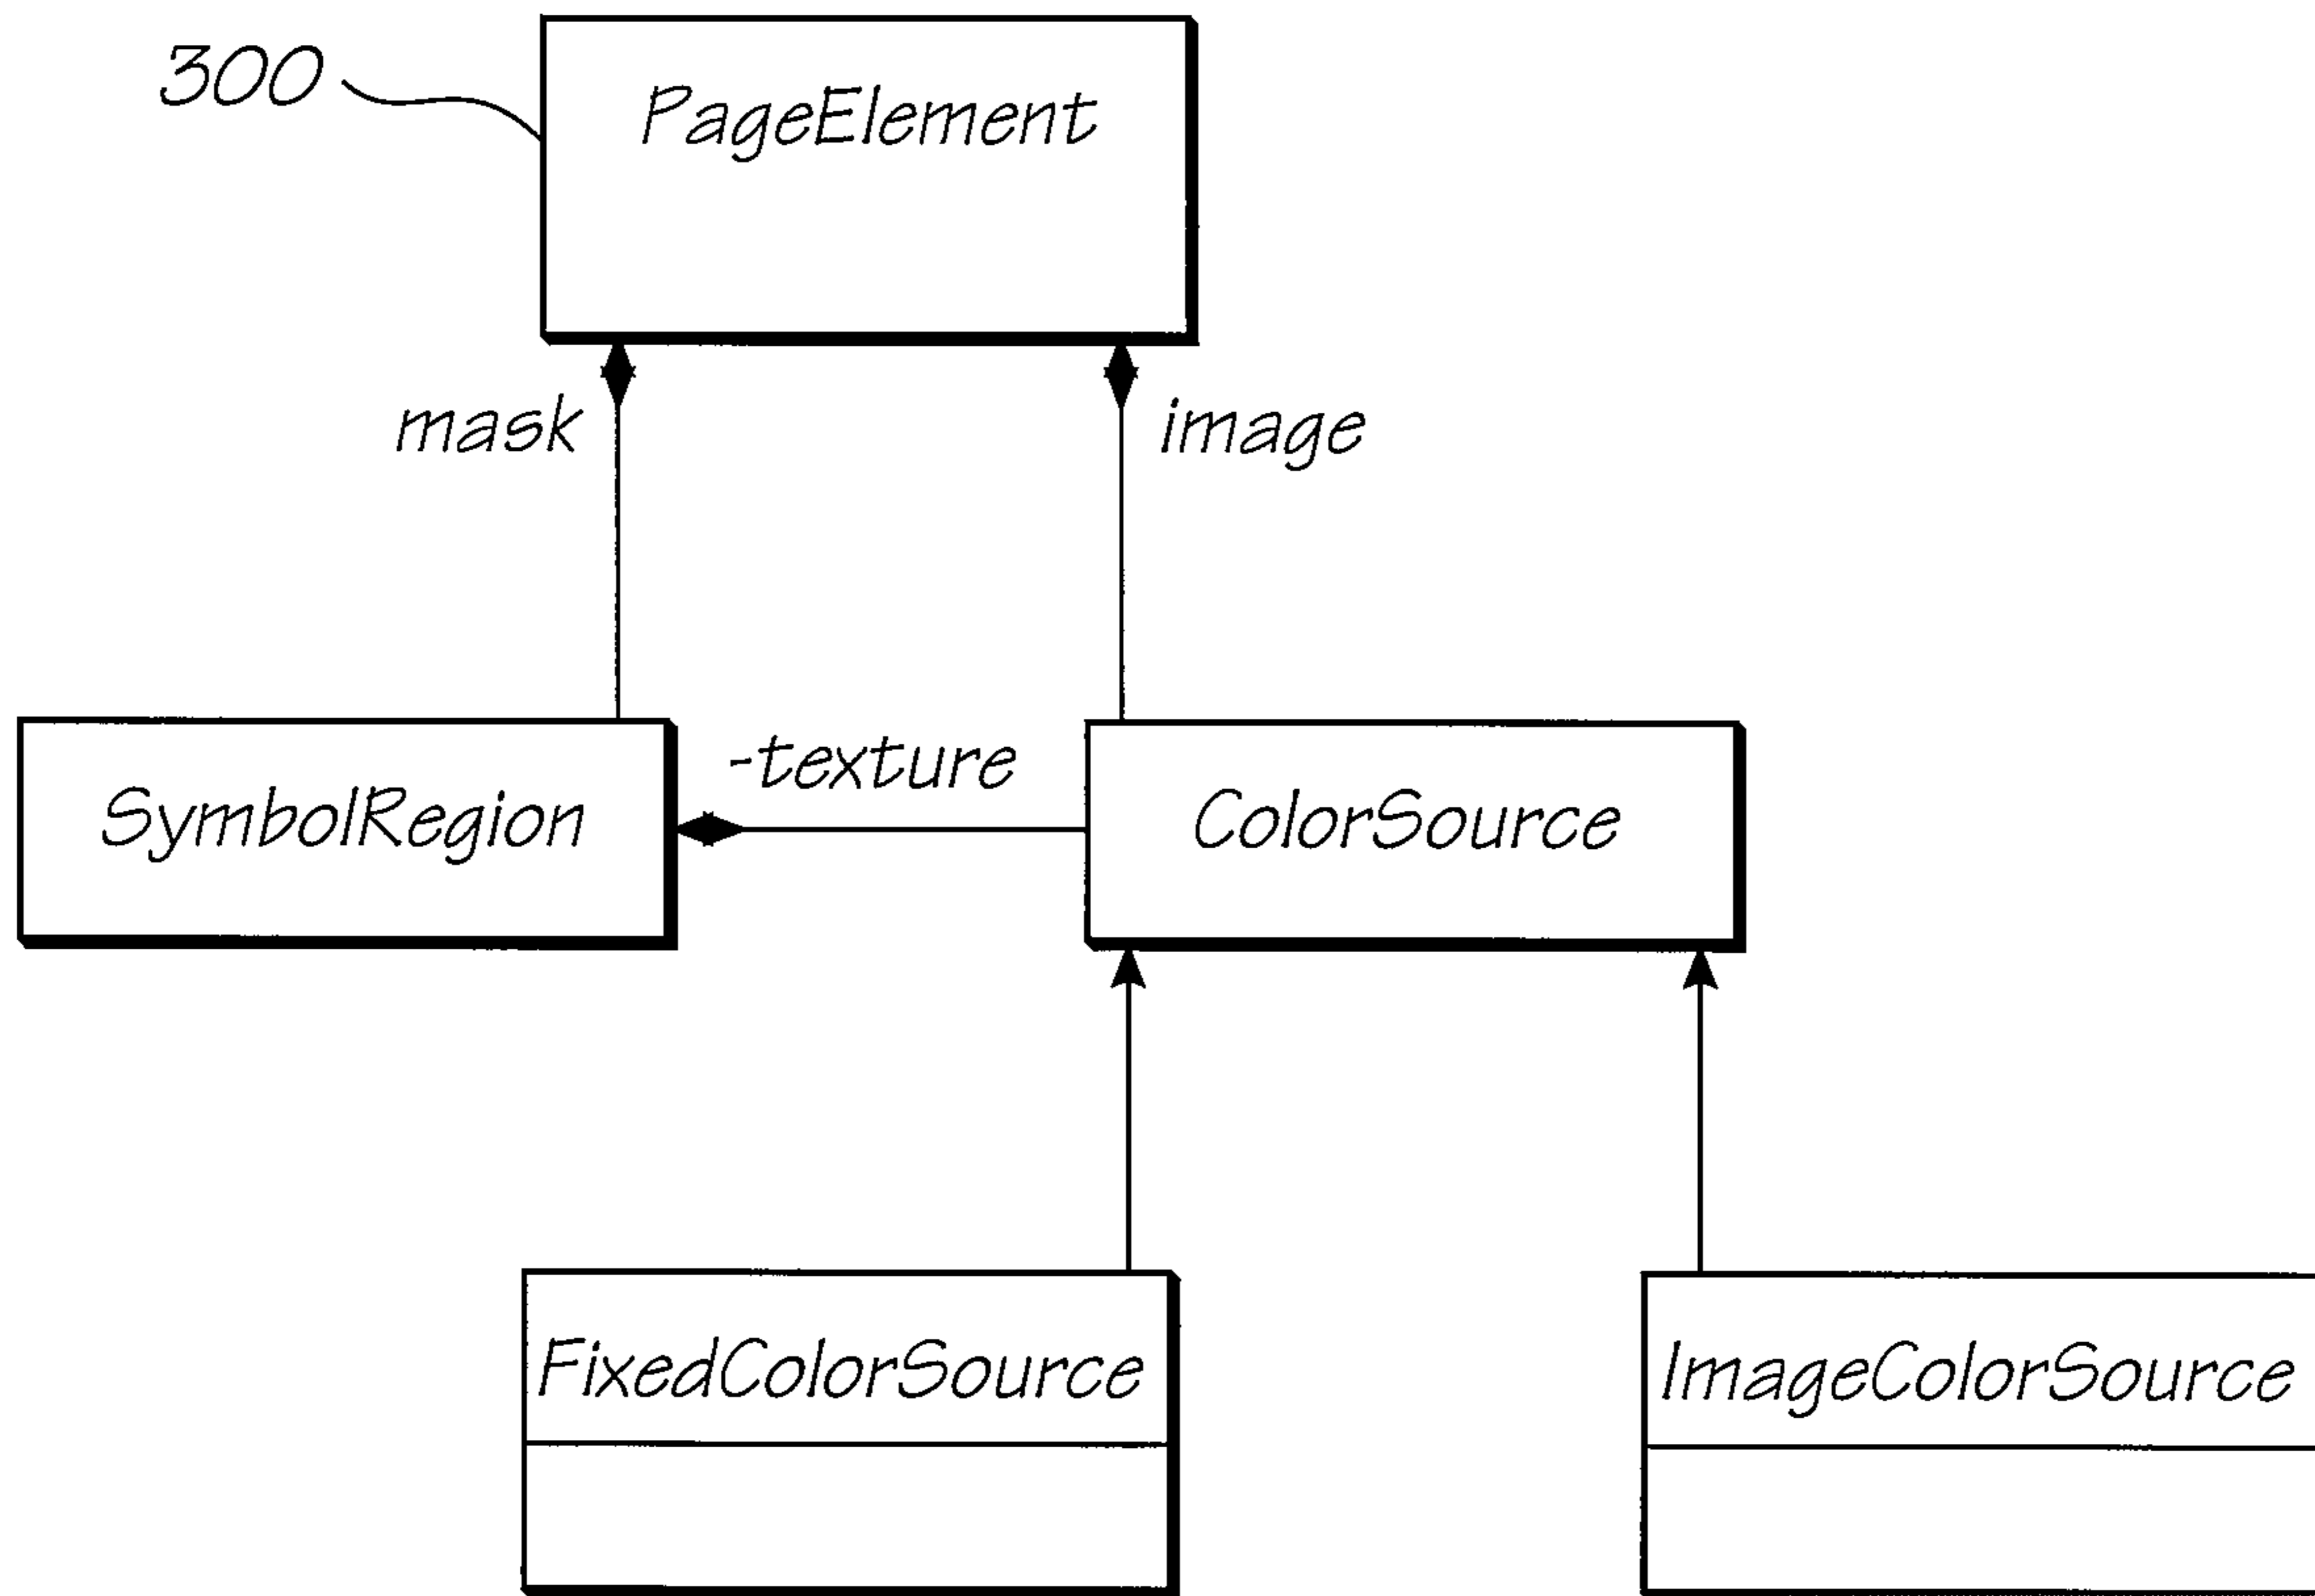 300
PageElement
mask
image
SymbolRegion
-texture
ColorSource
FixedColorSource
ImageColorSource